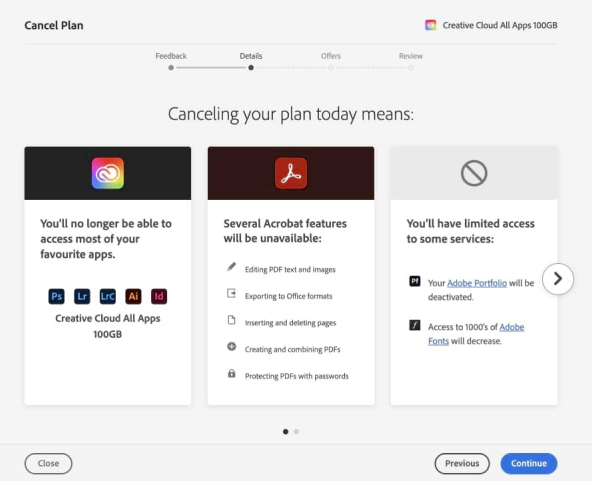 Cancel Plan
Creative Cloud All Apps 100GB
Feedback
Details
Offers
Review
Canceling your plan today means:
You'll no longer be able to
access most of your
favourite apps.
Ps Lr LrC Ai Id
Creative Cloud All Apps
100GB
Several Acrobat features
will be unavailable:
Editing PDF text and images
Exporting to Office formats
Inserting and deleting pages
Creating and combining PDFs
Protecting PDFs with passwords
You'll have limited access
to some services:
Pf Your Adobe Portfolio will be
deactivated.
f Access to 1000's of Adobe
Fonts will decrease.
Close
Previous
Continue